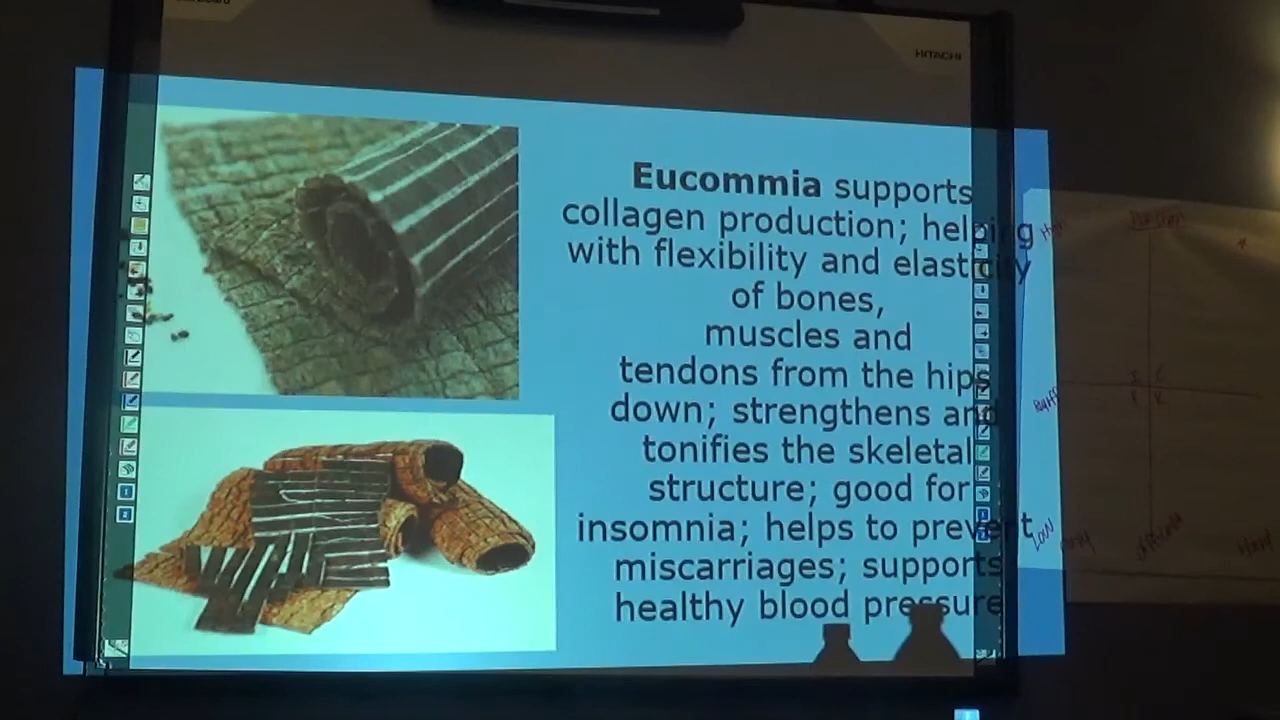 HITACHI
Eucommia supports
collagen production; helping
with flexibility and elasticity
of bones,
muscles and
tendons from the hips
down; strengthens and
tonifies the skeletal
structure; good for
insomnia; helps to prevent
miscarriages; supports
healthy blood pressure
Low